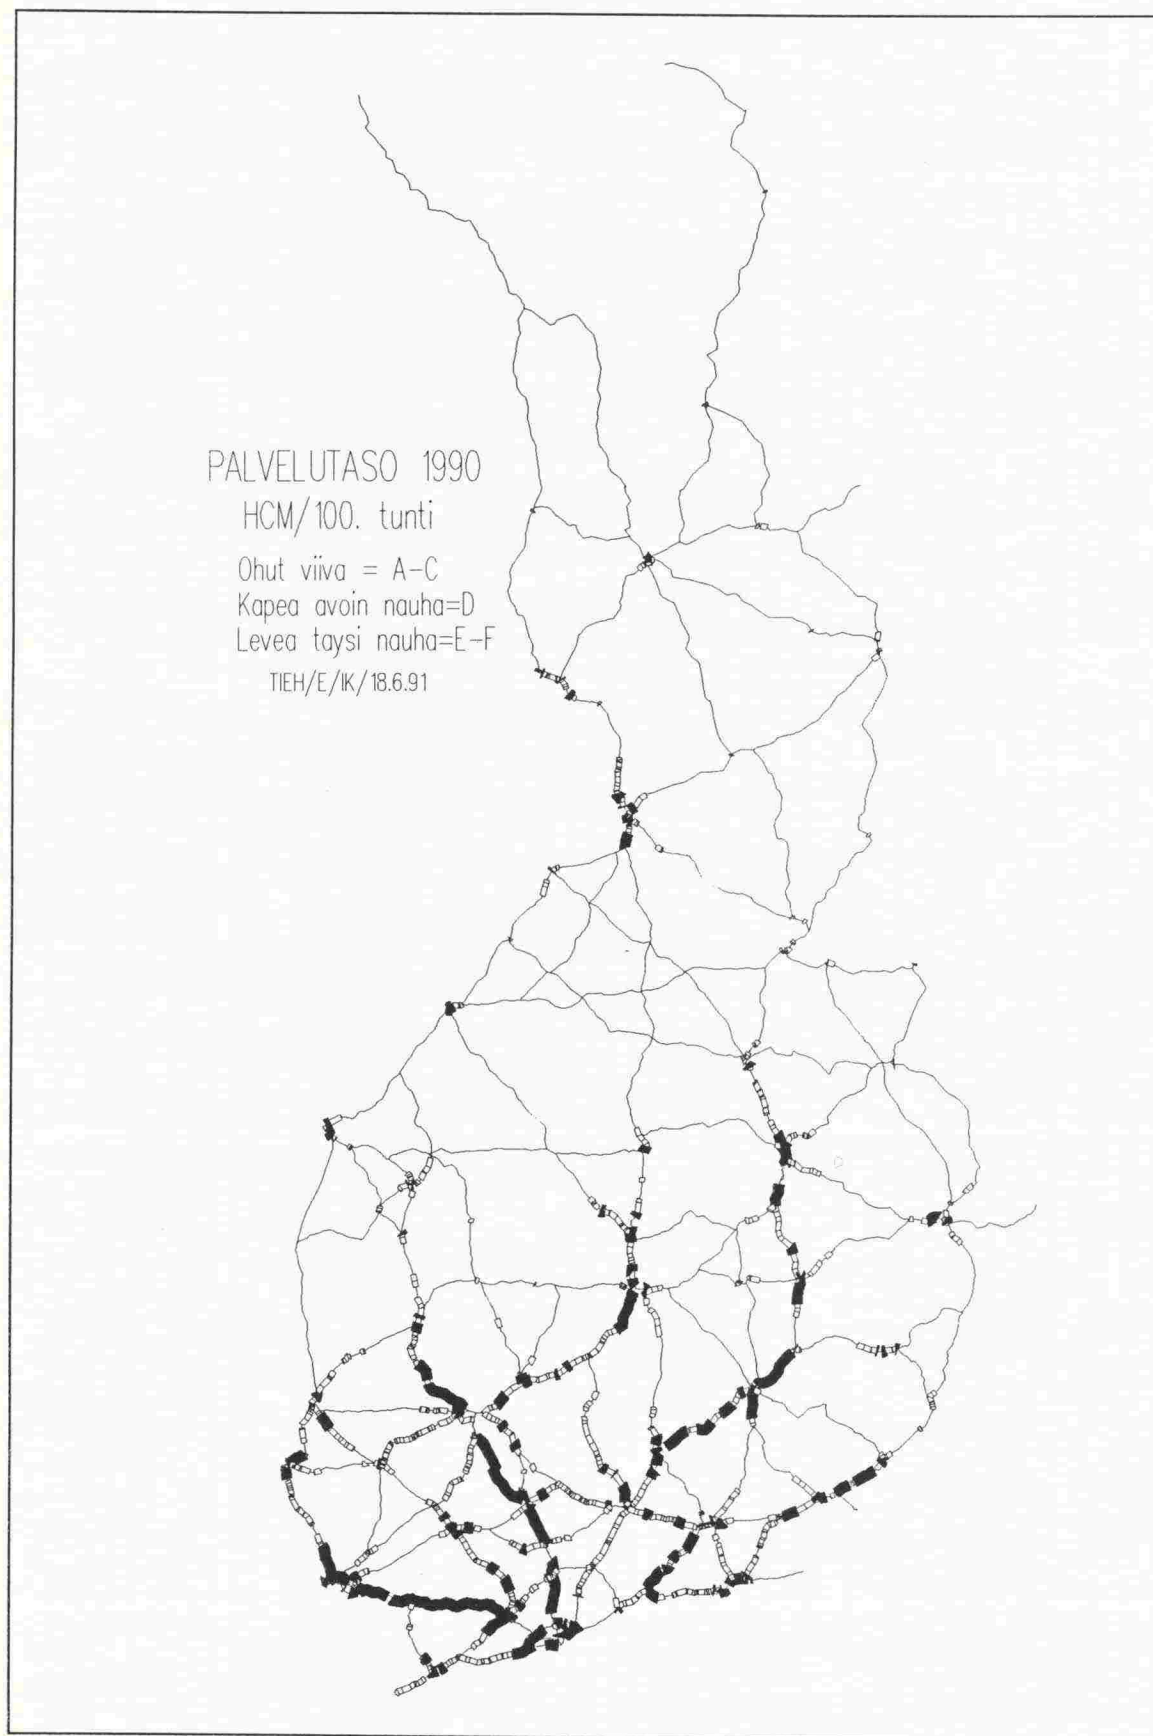 PALVELUTASO 1990
HCM/100. tunti
Ohut viiva = A-C
Kapea avoin nauha=D
Levea taysi nauha=E-F
TIEH/E/IK/18.6.91